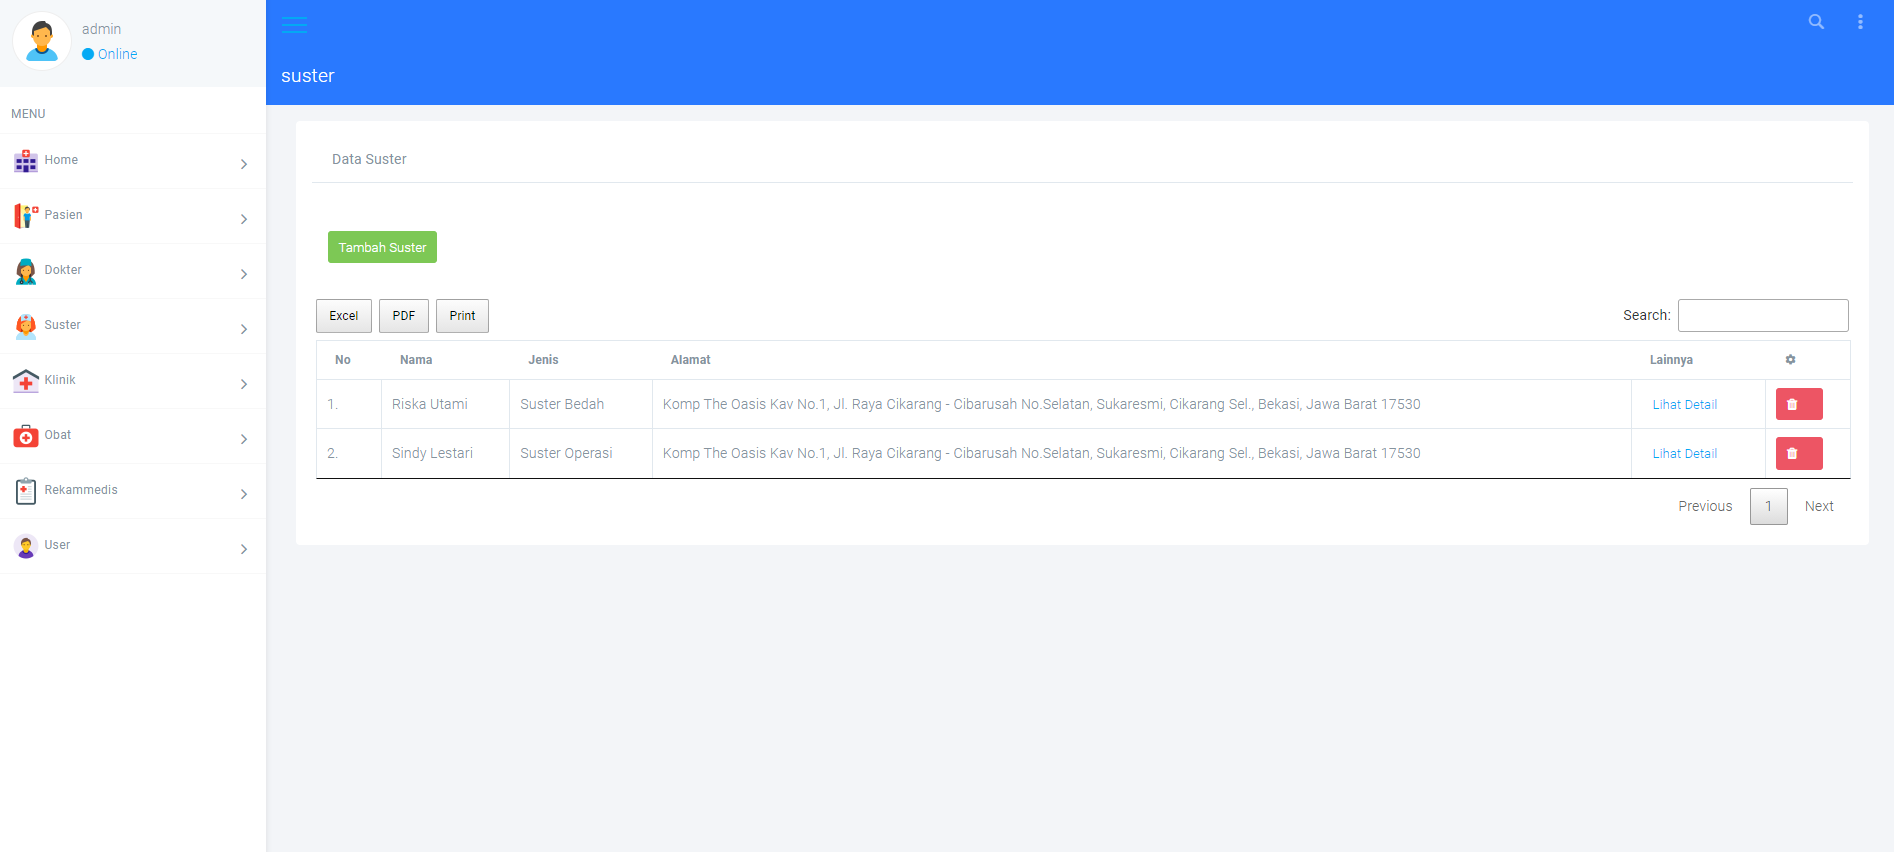 admin
Online
MENU
Home
Pasien
Dokter
Suster
Klinik
Obat
Rekammedis
User
suster
Data Suster
Tambah Suster
Excel PDF Print Search:
No Nama Jenis Alamat Lainnya
1. Riska Utami Suster Bedah Komp The Oasis Kav No.1, Jl. Raya Cikarang - Cibarusah No.Selatan, Sukaresmi, Cikarang Sel., Bekasi, Jawa Barat 17530 Lihat Detail
2. Sindy Lestari Suster Operasi Komp The Oasis Kav No.1, Jl. Raya Cikarang - Cibarusah No.Selatan, Sukaresmi, Cikarang Sel., Bekasi, Jawa Barat 17530 Lihat Detail
Previous 1 Next